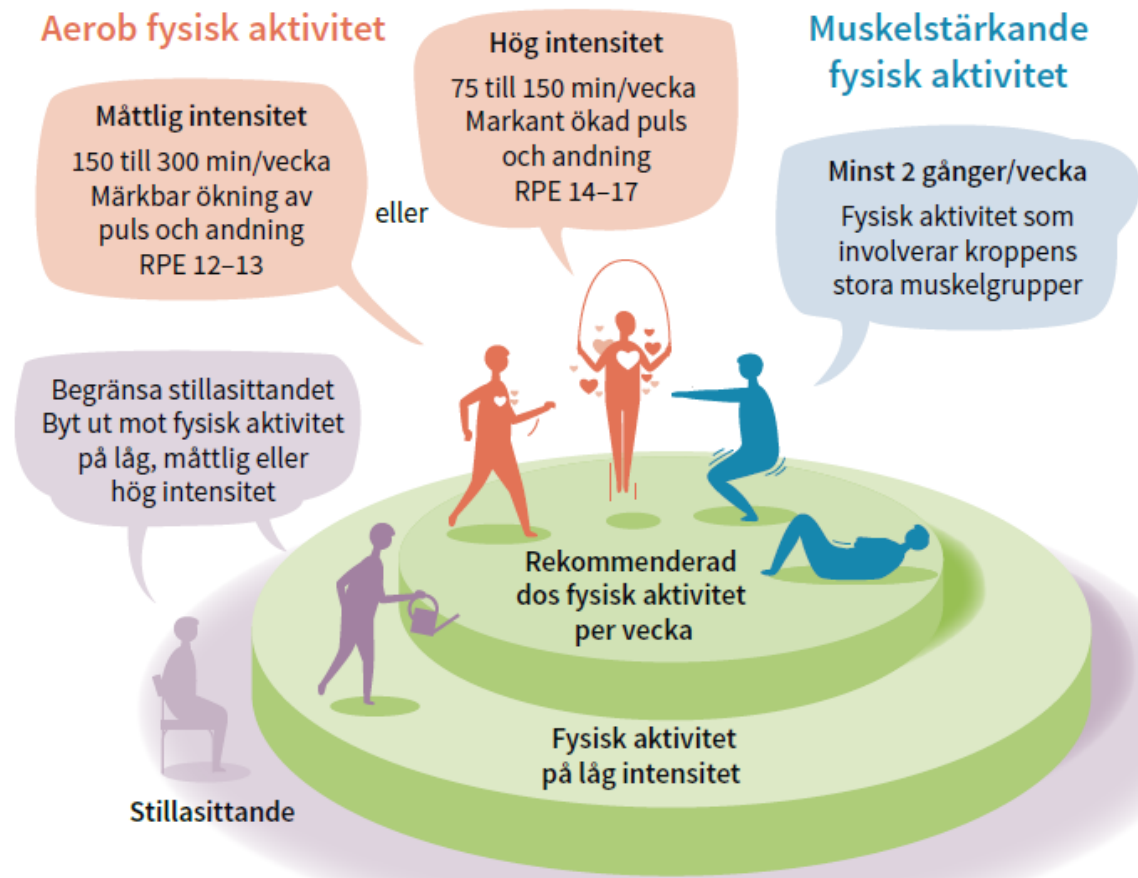 Aerob fysisk aktivitet
Måttlig intensitet
150 till 300 min/vecka
Märkbar ökning av
puls och andning
RPE 12–13
eller
Hög intensitet
75 till 150 min/vecka
Markant ökad puls
och andning
RPE 14–17
Muskelstärkande
fysisk aktivitet
Minst 2 gånger/vecka
Fysisk aktivitet som
involverar kroppens
stora muskelgrupper
Begränsa stillasittandet
Byt ut mot fysisk aktivitet
på låg, måttlig eller
hög intensitet
Rekommenderad
dos fysisk aktivitet
per vecka
Fysisk aktivitet
på låg intensitet
Stillasittande